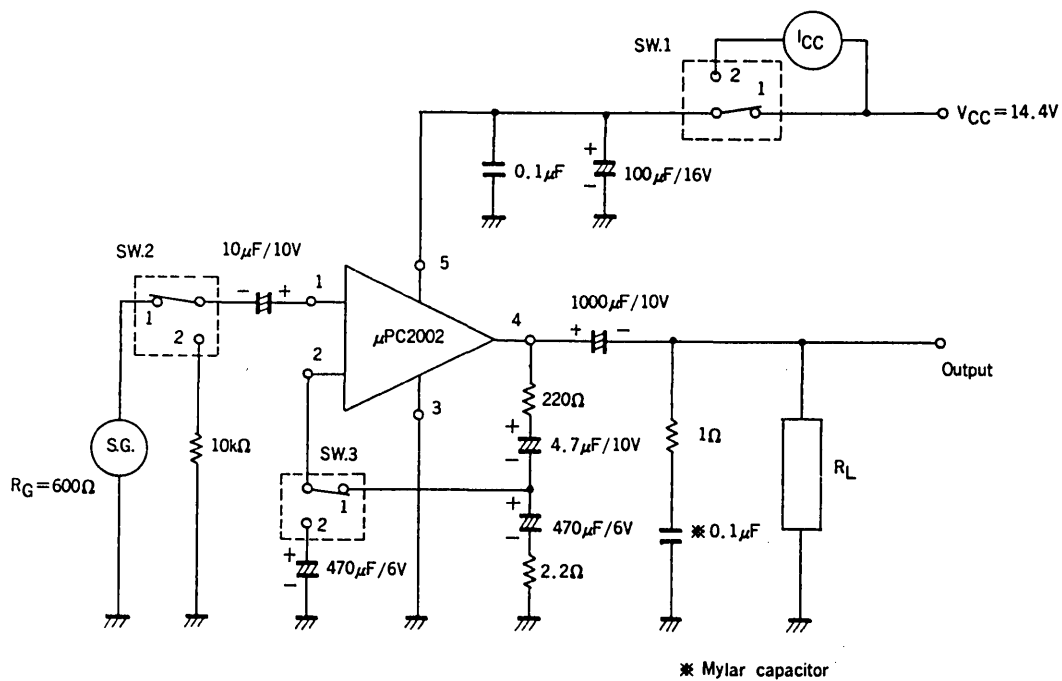 ICC
SW.1
2
1
VCC=14.4V
+
0.1μF
100μF/16V
−
SW.2
10μF/10V
5
− +
1
1000μF/10V
1
4
2
μPC2002
+ −
2
Output
3
220Ω
S.G.
10kΩ
+
4.7μF/10V
−
1Ω
RG=600Ω
SW.3
RL
1
+
2
470μF/6V
−
※0.1μF
+
470μF/6V
−
2.2Ω
※ Mylar capacitor